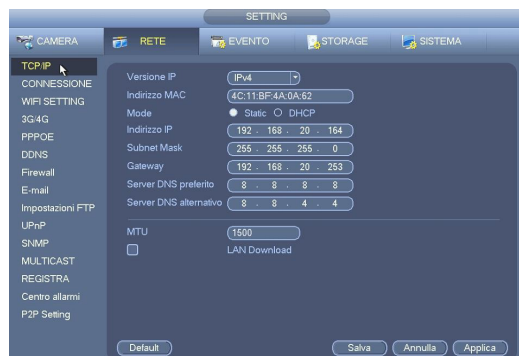 SETTING
CAMERA RETE EVENTO STORAGE SISTEMA
TCP/IP
CONNESSIONE
WIFI SETTING
3G/4G
PPPOE
DDNS
Firewall
E-mail
Impostazioni FTP
UPnP
SNMP
MULTICAST
REGISTRA
Centro allarmi
P2P Setting
Versione IP IPv4
Indirizzo MAC 4C:11:BF:4A:0A:62
Mode Static DHCP
Indirizzo IP 192 . 168 . 20 . 164
Subnet Mask 255 . 255 . 255 . 0
Gateway 192 . 168 . 20 . 253
Server DNS preferito 8 . 8 . 8 . 8
Server DNS alternativo 8 . 8 . 4 . 4
MTU 1500
LAN Download
Default Salva Annulla Applica